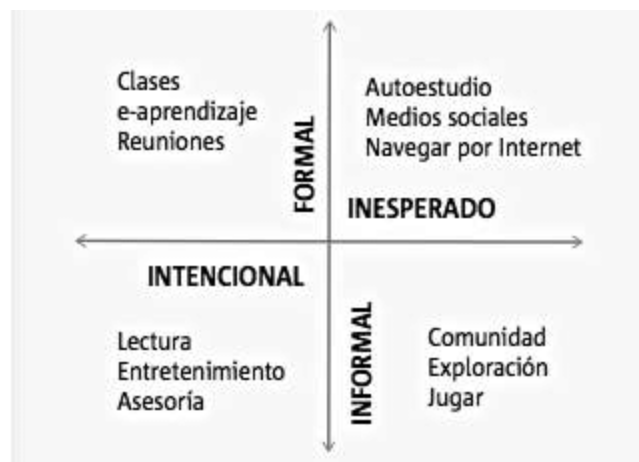 Clases
e-aprendizaje
Reuniones
FORMAL
Autoestudio
Medios sociales
Navegar por Internet
INESPERADO
INTENCIONAL
Lectura
Entretenimiento
Asesoría
INFORMAL
Comunidad
Exploración
Jugar